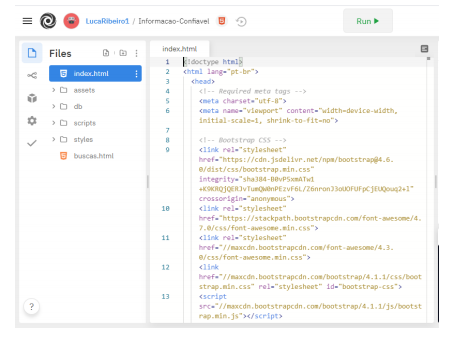 LucaRibeiro1 / Informacao-Confiavel
Run
Files
index.html
assets
db
scripts
styles
buscas.html
?
index.html
1 <!doctype html>
2 <html lang="pt-br">
3 <head>
4 <!-- Required meta tags -->
5 <meta charset="utf-8">
6 <meta name="viewport" content="width=device-width,
initial-scale=1, shrink-to-fit=no">
7
8 <!-- Bootstrap CSS -->
9 <link rel="stylesheet"
href="https://cdn.jsdelivr.net/npm/bootstrap@4.6.
0/dist/css/bootstrap.min.css"
crossorigin="anonymous">
10 <link rel="stylesheet"
href="https://stackpath.bootstrapcdn.com/font-awesome/4.
7.0/css/font-awesome.min.css">
11 <link rel="stylesheet"
href="//maxcdn.bootstrapcdn.com/font-awesome/4.3.
0/css/font-awesome.min.css">
12 <link
href="//maxcdn.bootstrapcdn.com/bootstrap/4.1.1/css/boot
strap.min.css" rel="stylesheet" id="bootstrap-css">
13 <script
src="//maxcdn.bootstrapcdn.com/bootstrap/4.1.1/js/bootst
rap.min.js"></script>